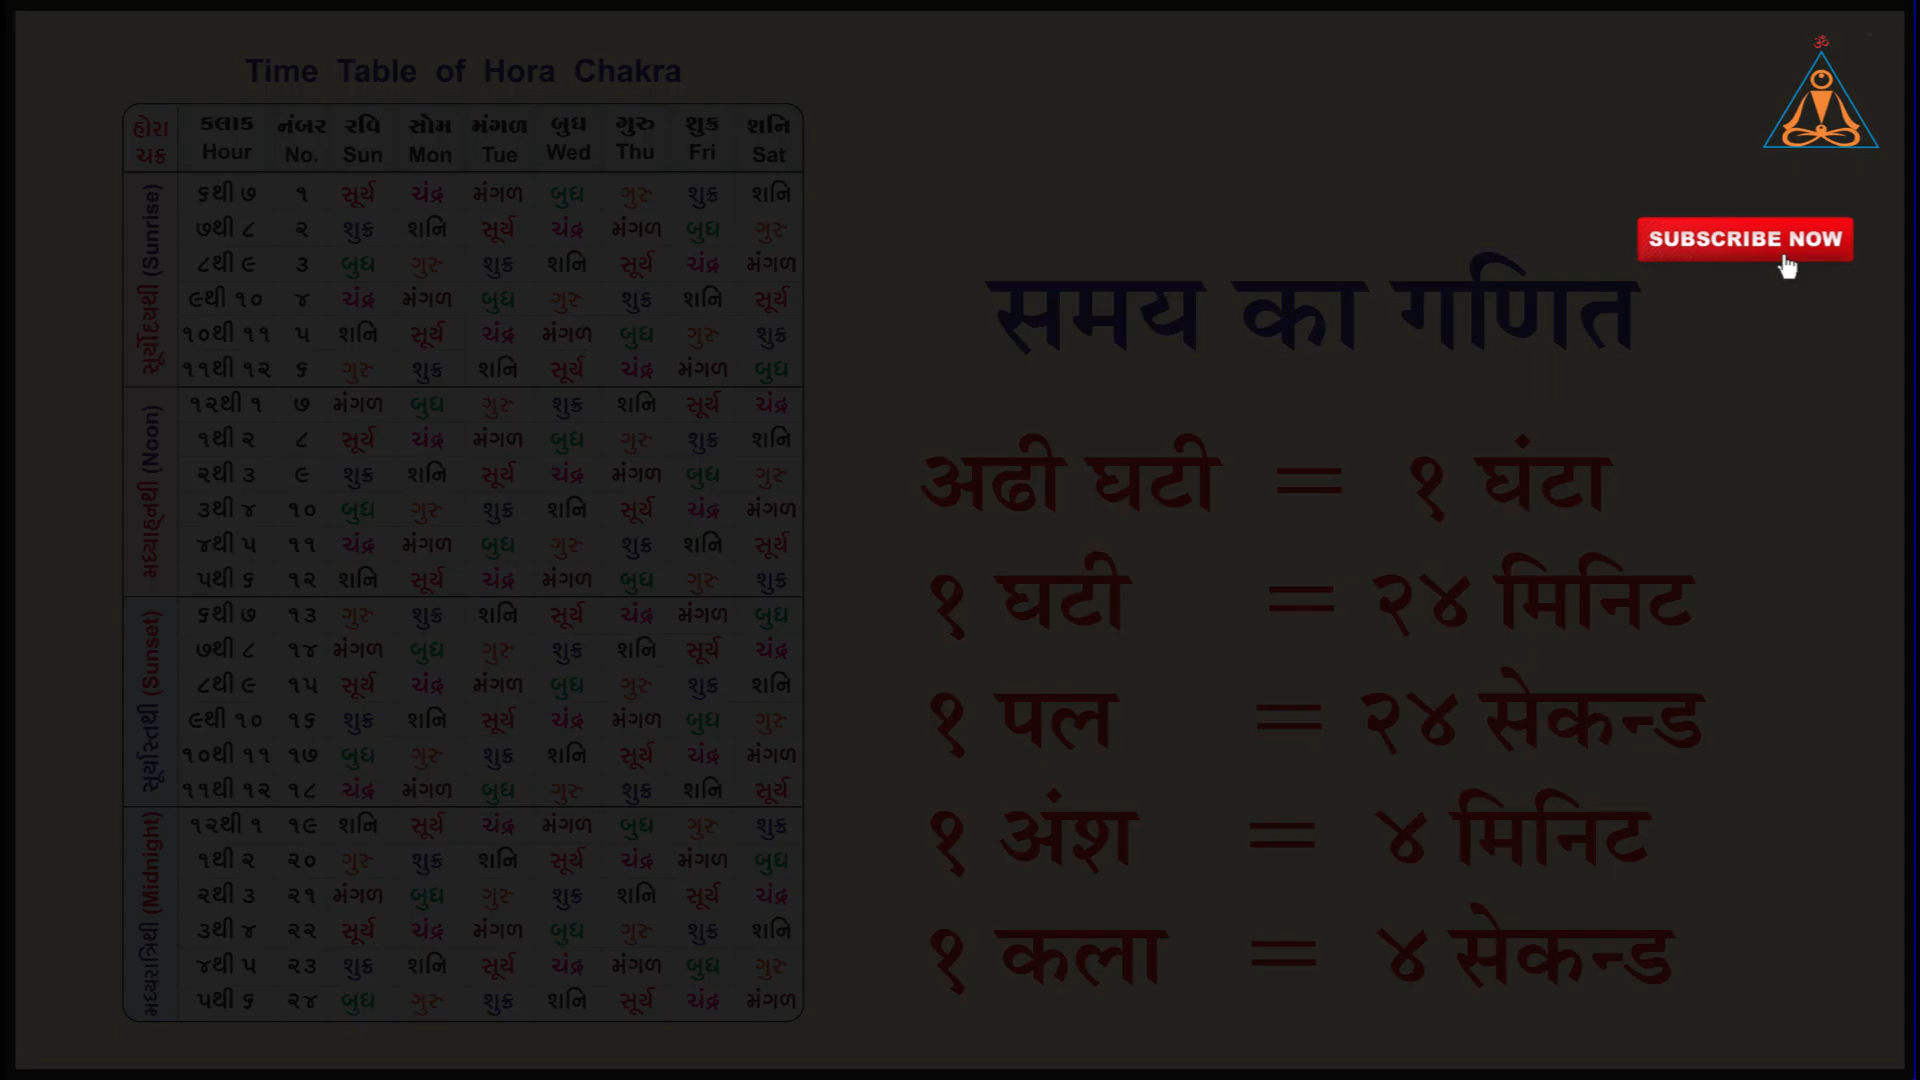 ॐ
Time Table of Hora Chakra
હોરા ચક્ર કલાક નંબર રવિ સોમ મંગળ બુધ ગુરુ શુક્ર શનિ
Hour No. Sun Mon Tue Wed Thu Fri Sat
સૂર્યોદયથી (Sunrise)
૬થી ૭ ૧ સૂર્ય ચંદ્ર મંગળ બુધ ગુરુ શુક્ર શનિ
૭થી ૮ ૨ શુક્ર શનિ સૂર્ય ચંદ્ર મંગળ બુધ ગુરુ
૮થી ૯ ૩ બુધ ગુરુ શુક્ર શનિ સૂર્ય ચંદ્ર મંગળ
૯થી ૧૦ ૪ ચંદ્ર મંગળ બુધ ગુરુ શુક્ર શનિ સૂર્ય
૧૦થી ૧૧ ૫ શનિ સૂર્ય ચંદ્ર મંગળ બુધ ગુરુ શુક્ર
૧૧થી ૧૨ ૬ ગુરુ શુક્ર શનિ સૂર્ય ચંદ્ર મંગળ બુધ
મધ્યાહ્નથી (Noon)
૧૨થી ૧ ૭ મંગળ બુધ ગુરુ શુક્ર શનિ સૂર્ય ચંદ્ર
૧થી ૨ ૮ સૂર્ય ચંદ્ર મંગળ બુધ ગુરુ શુક્ર શનિ
૨થી ૩ ૯ શુક્ર શનિ સૂર્ય ચંદ્ર મંગળ બુધ ગુરુ
૩થી ૪ ૧૦ બુધ ગુરુ શુક્ર શનિ સૂર્ય ચંદ્ર મંગળ
૪થી ૫ ૧૧ ચંદ્ર મંગળ બુધ ગુરુ શુક્ર શનિ સૂર્ય
૫થી ૬ ૧૨ શનિ સૂર્ય ચંદ્ર મંગળ બુધ ગુરુ શુક્ર
સૂર્યાસ્તથી (Sunset)
૬થી ૭ ૧૩ ગુરુ શુક્ર શનિ સૂર્ય ચંદ્ર મંગળ બુધ
૭થી ૮ ૧૪ મંગળ બુધ ગુરુ શુક્ર શનિ સૂર્ય ચંદ્ર
૮થી ૯ ૧૫ સૂર્ય ચંદ્ર મંગળ બુધ ગુરુ શુક્ર શનિ
૯થી ૧૦ ૧૬ શુક્ર શનિ સૂર્ય ચંદ્ર મંગળ બુધ ગુરુ
૧૦થી ૧૧ ૧૭ બુધ ગુરુ શુક્ર શનિ સૂર્ય ચંદ્ર મંગળ
૧૧થી ૧૨ ૧૮ ચંદ્ર મંગળ બુધ ગુરુ શુક્ર શનિ સૂર્ય
મધ્યરાત્રિથી (Midnight)
૧૨થી ૧ ૧૯ શનિ સૂર્ય ચંદ્ર મંગળ બુધ ગુરુ શુક્ર
૧થી ૨ ૨૦ ગુરુ શુક્ર શનિ સૂર્ય ચંદ્ર મંગળ બુધ
૨થી ૩ ૨૧ મંગળ બુધ ગુરુ શુક્ર શનિ સૂર્ય ચંદ્ર
૩થી ૪ ૨૨ સૂર્ય ચંદ્ર મંગળ બુધ ગુરુ શુક્ર શનિ
૪થી ૫ ૨૩ શુક્ર શનિ સૂર્ય ચંદ્ર મંગળ બુધ ગુરુ
૫થી ૬ ૨૪ બુધ ગુરુ શુક્ર શનિ સૂર્ય ચંદ્ર મંગળ
SUBSCRIBE NOW
समय का गणित
अढी घटी = १ घंटा
१ घटी = २४ मिनिट
१ पल = २४ सेकन्ड
१ अंश = ४ मिनिट
१ कला = ४ सेकन्ड